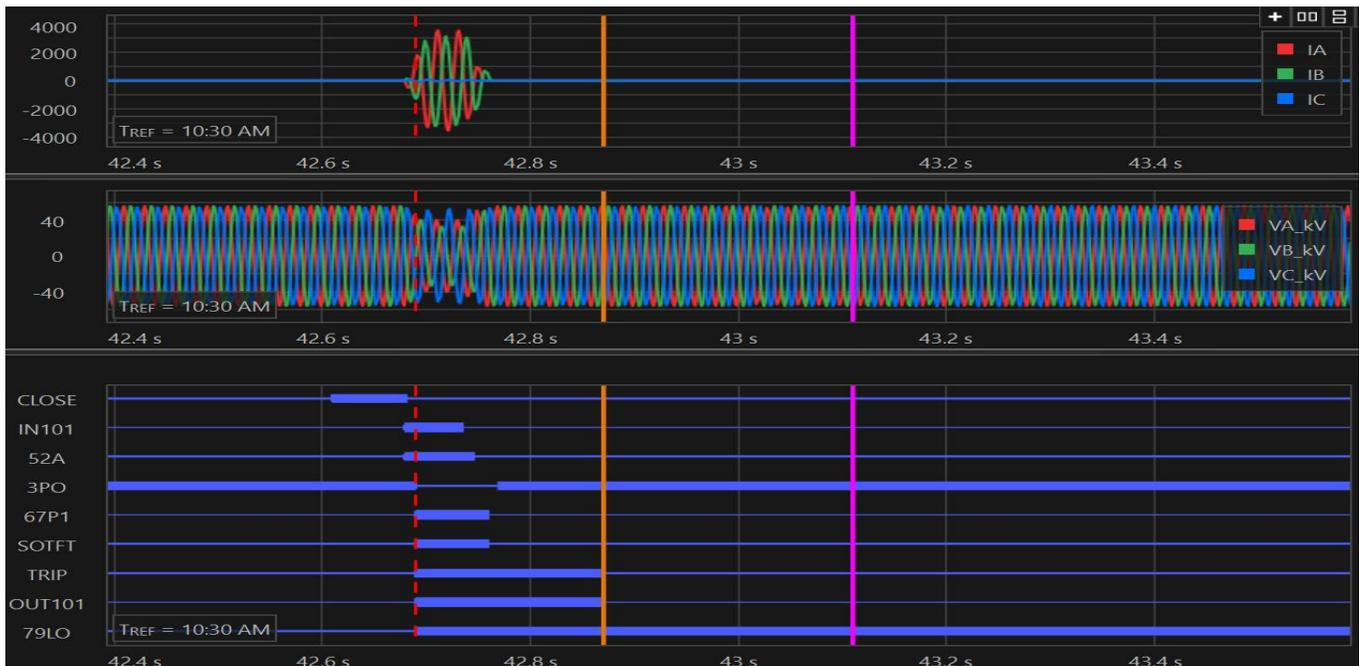 4000
2000
0
-2000
-4000
+
IA
IB
IC
TREF = 10:30 AM
42.4 s 42.6 s 42.8 s 43 s 43.2 s 43.4 s
40
0
-40
VA_kV
VB_kV
VC_kV
TREF = 10:30 AM
42.4 s 42.6 s 42.8 s 43 s 43.2 s 43.4 s
CLOSE
IN101
52A
3PO
67P1
SOTFT
TRIP
OUT101
79LO
TREF = 10:30 AM
42.4 s 42.6 s 42.8 s 43 s 43.2 s 43.4 s